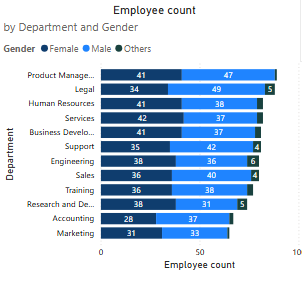 Employee count
by Department and Gender
Gender Female Male Others
Department
Product Manage... 41 47
Legal 34 49 5
Human Resources 41 38
Services 42 37
Business Develo... 41 37
Support 35 42 4
Engineering 38 36 6
Sales 36 40 4
Training 36 38
Research and De... 38 31 5
Accounting 28 37
Marketing 31 33
0 50 10
Employee count